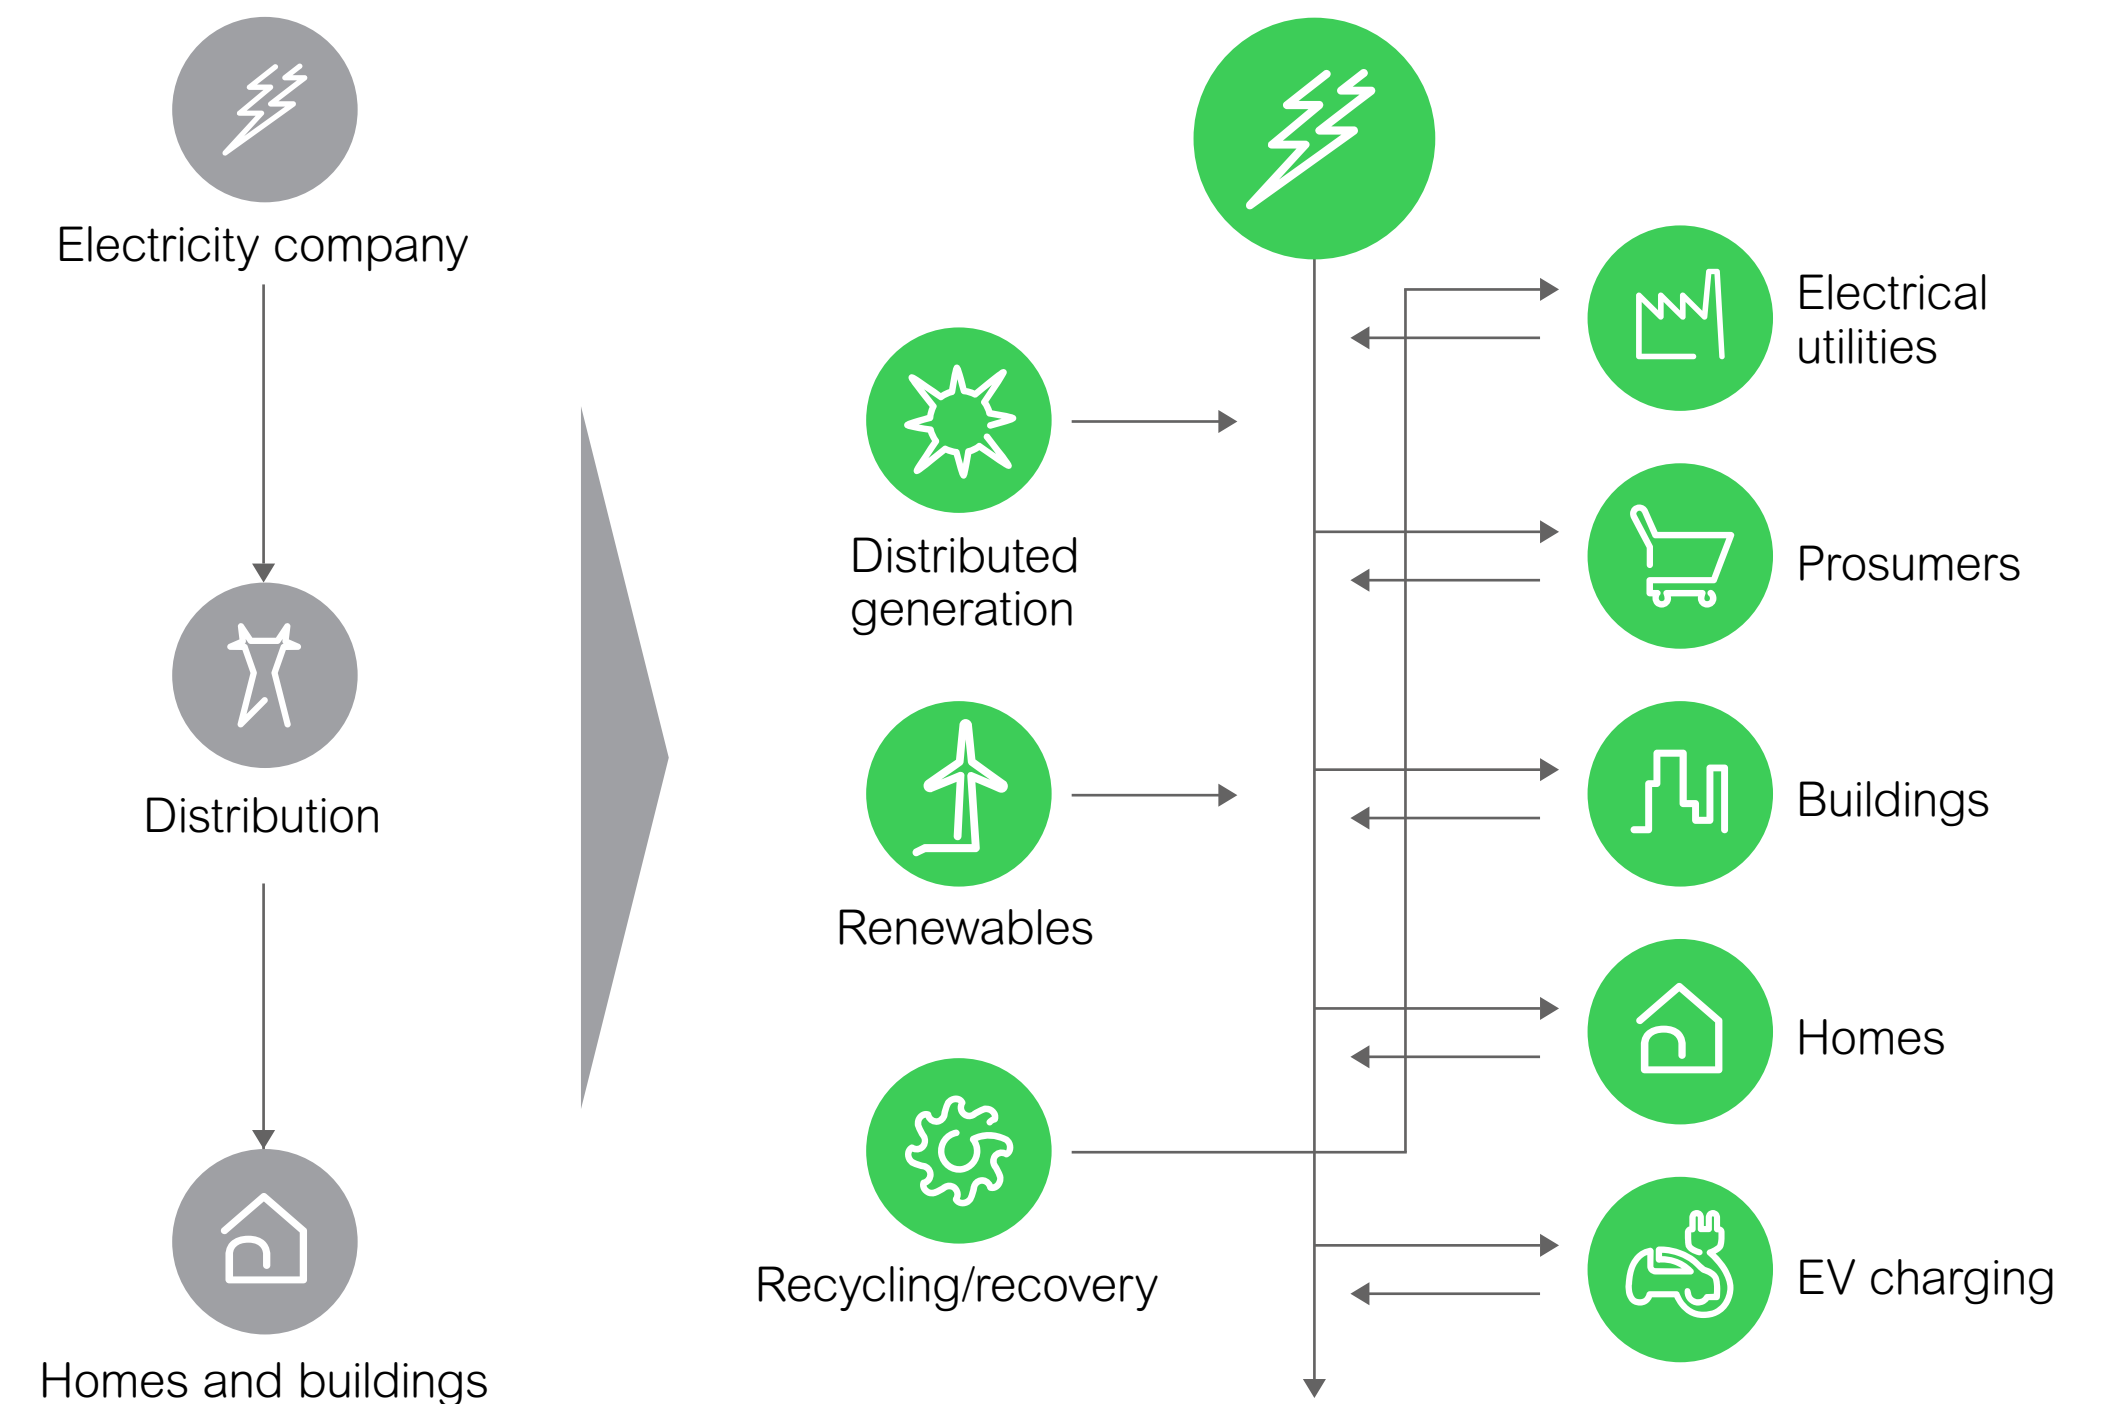 Electricity company
Distribution
Homes and buildings
Distributed
generation
Renewables
Recycling/recovery
Electrical
utilities
Prosumers
Buildings
Homes
EV charging